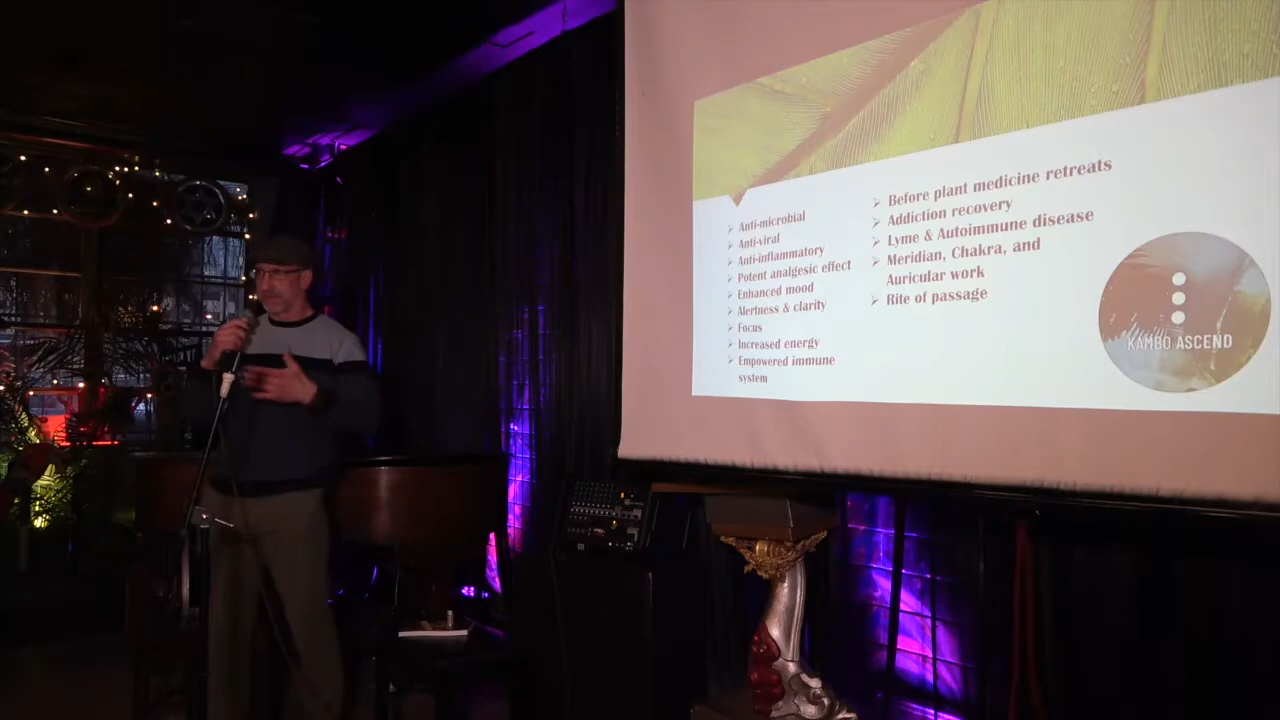 Anti-microbial
Anti-viral
Anti-inflammatory
Potent analgesic effect
Enhanced mood
Alertness & clarity
Focus
Increased energy
Empowered immune
system
Before plant medicine retreats
Addiction recovery
Lyme & Autoimmune disease
Meridian, Chakra, and
Auricular work
Rite of passage
KAMBO ASCEND